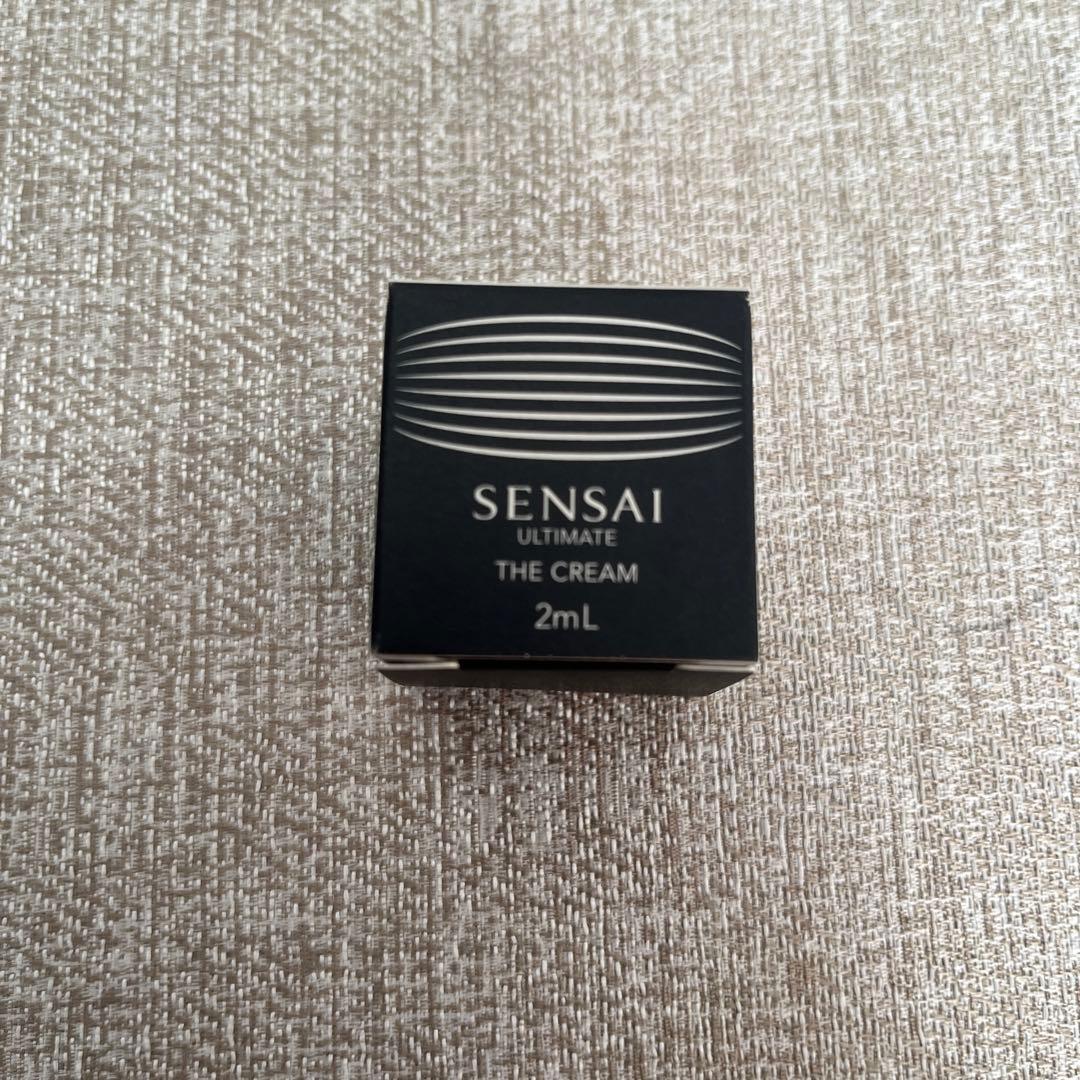 SENSAI
ULTIMATE
THE CREAM
2mL